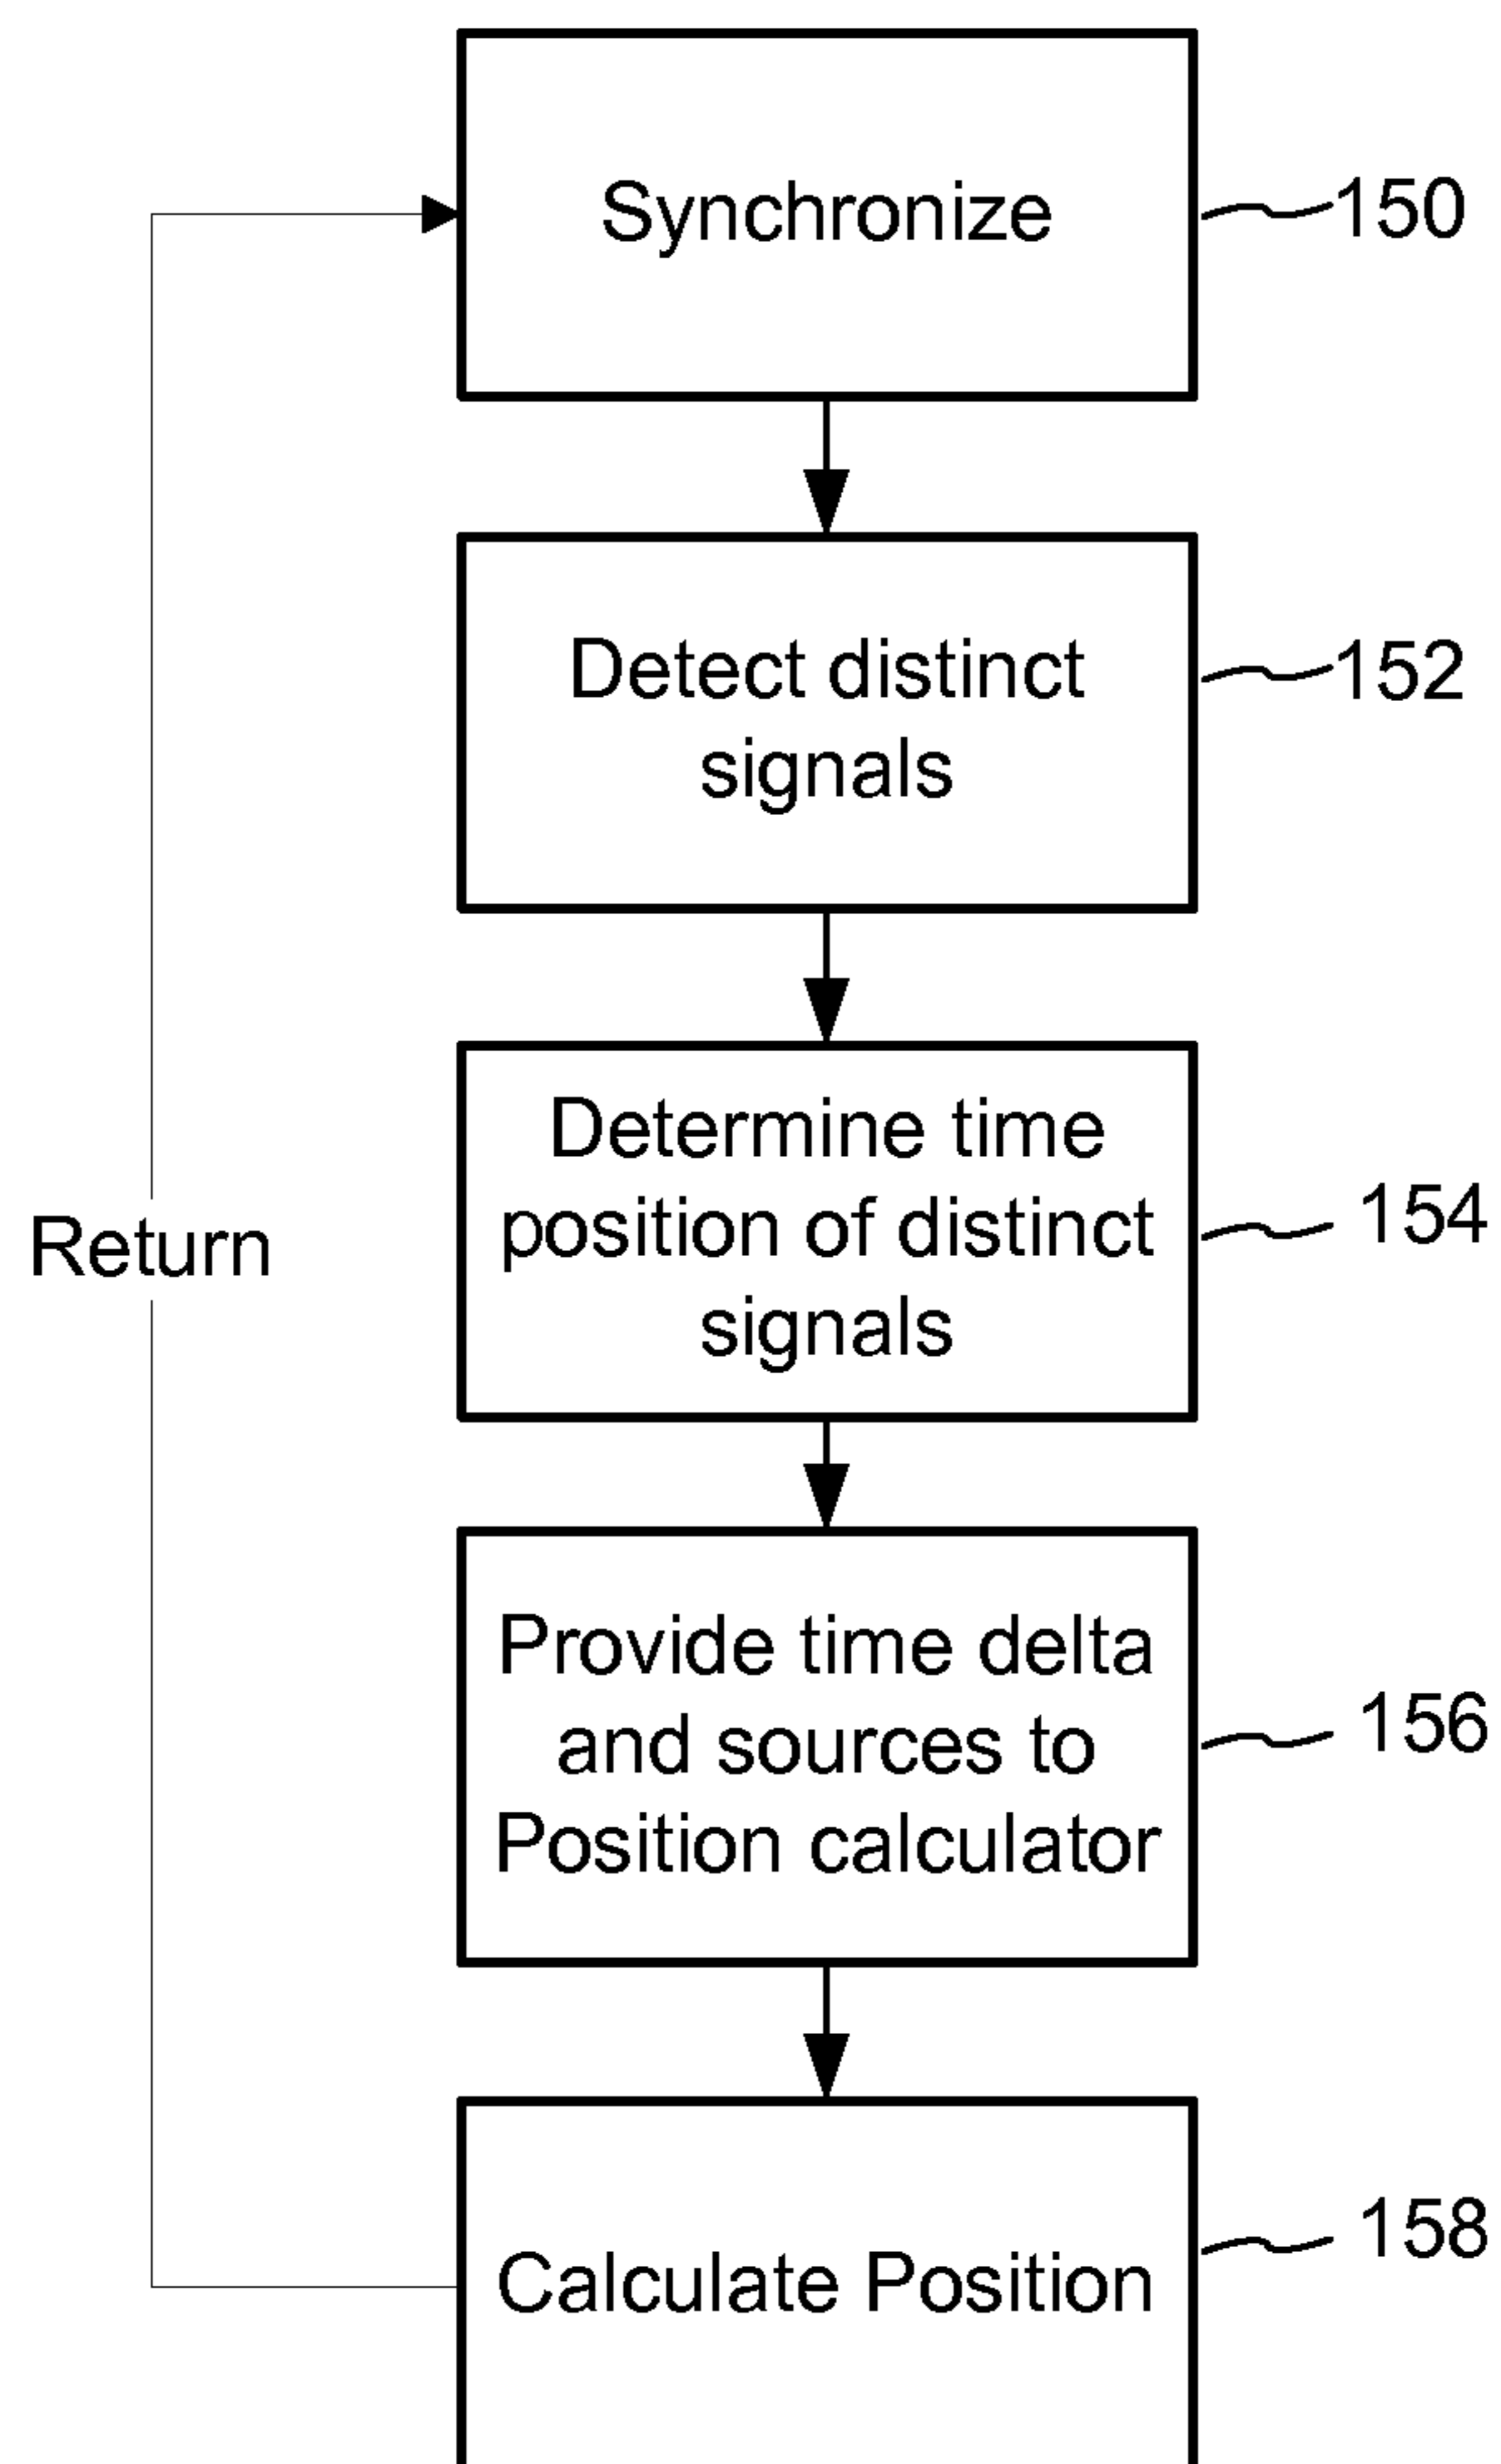 Synchronize
150
Detect distinct
signals
152
Determine time
position of distinct
signals
154
Return
Provide time delta
and sources to
Position calculator
156
Calculate Position
158